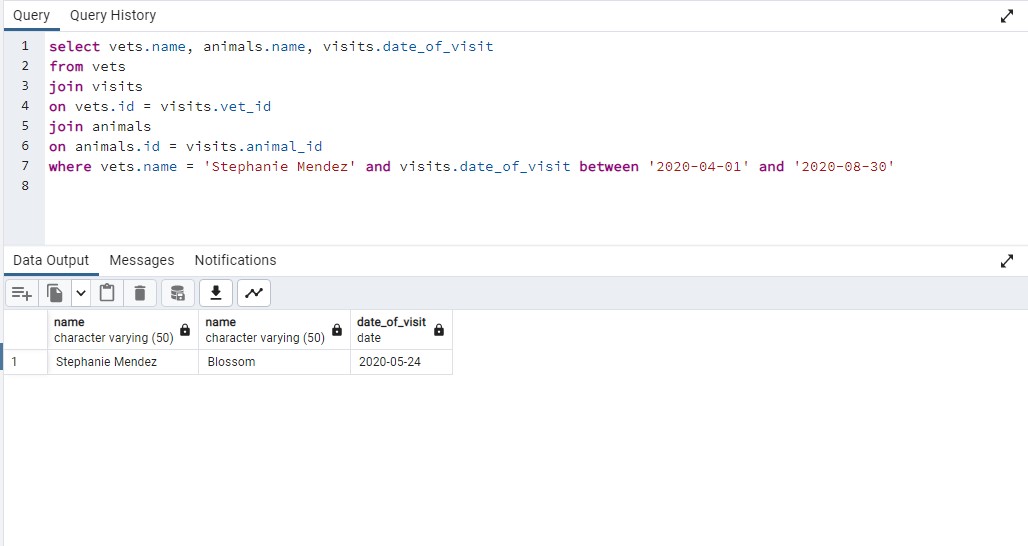 Query Query History
1 select vets.name, animals.name, visits.date_of_visit
2 from vets
3 join visits
4 on vets.id = visits.vet_id
5 join animals
6 on animals.id = visits.animal_id
7 where vets.name = 'Stephanie Mendez' and visits.date_of_visit between '2020-04-01' and '2020-08-30'
8
Data Output Messages Notifications
name name date_of_visit
character varying (50) character varying (50) date
1 Stephanie Mendez Blossom 2020-05-24